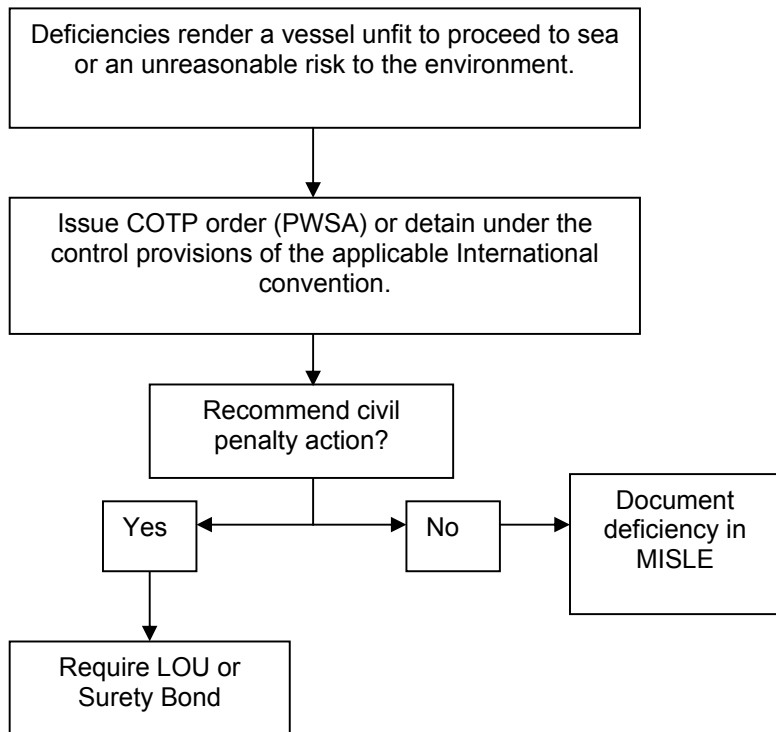 Deficiencies render a vessel unfit to proceed to sea
or an unreasonable risk to the environment.
Issue COTP order (PWSA) or detain under the
control provisions of the applicable International
convention.
Recommend civil
penalty action?
Yes
No
Document
deficiency in
MISLE
Require LOU or
Surety Bond